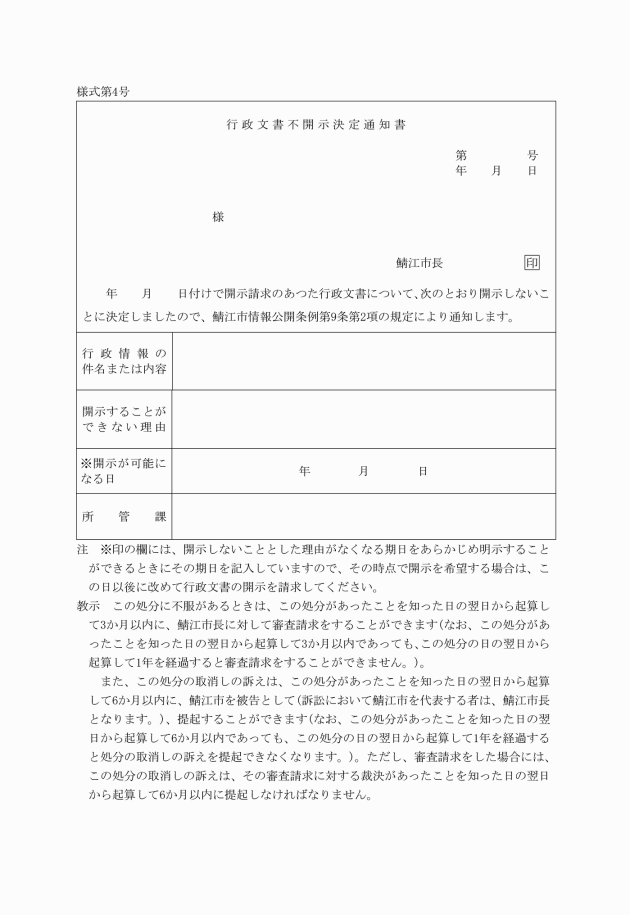 様式第4号
行政文書不開示決定通知書
第　　　　　号
年　　月　　日
様
鯖江市長　　　　　　　印
年　　月　　日付けで開示請求のあつた行政文書について、次のとおり開示しないこ
とに決定しましたので、鯖江市情報公開条例第9条第2項の規定により通知します。
行政情報の
件名または内容
開示することが
できない理由
※開示が可能に
なる日
年　　　　月　　　　日
所　管　課
注　※印の欄には、開示しないこととした理由がなくなる期日をあらかじめ明示すること
ができるときにその期日を記入していますので、その時点で開示を希望する場合は、こ
の日以後に改めて行政文書の開示を請求してください。
教示　この処分に不服があるときは、この処分があったことを知った日の翌日から起算し
て3か月以内に、鯖江市長に対して審査請求をすることができます(なお、この処分があ
ったことを知った日の翌日から起算して3か月以内であっても、この処分の日の翌日から
起算して1年を経過すると審査請求をすることができません。)。
また、この処分の取消しの訴えは、この処分があったことを知った日の翌日から起算
して6か月以内に、鯖江市を被告として(訴訟において鯖江市を代表する者は、鯖江市長
となります。)、提起することができます(なお、この処分があったことを知った日の翌
日から起算して6か月以内であっても、この処分の日の翌日から起算して1年を経過する
と処分の取消しの訴えを提起できなくなります。)。ただし、審査請求をした場合には、
この処分の取消しの訴えは、その審査請求に対する裁決があったことを知った日の翌日
から起算して6か月以内に提起しなければなりません。